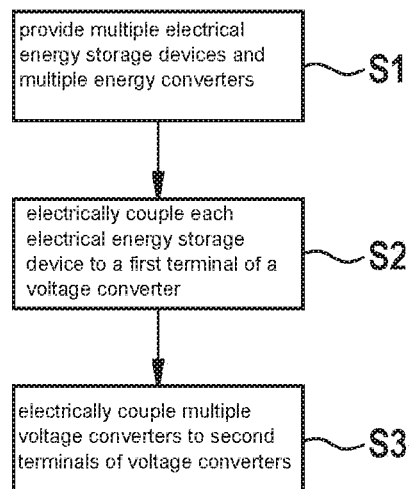 provide multiple electrical
energy storage devices and
multiple energy converters
S1
electrically couple each
electrical energy storage
device to a first terminal of a
voltage converter
S2
electrically couple multiple
voltage converters to second
terminals of voltage converters
S3